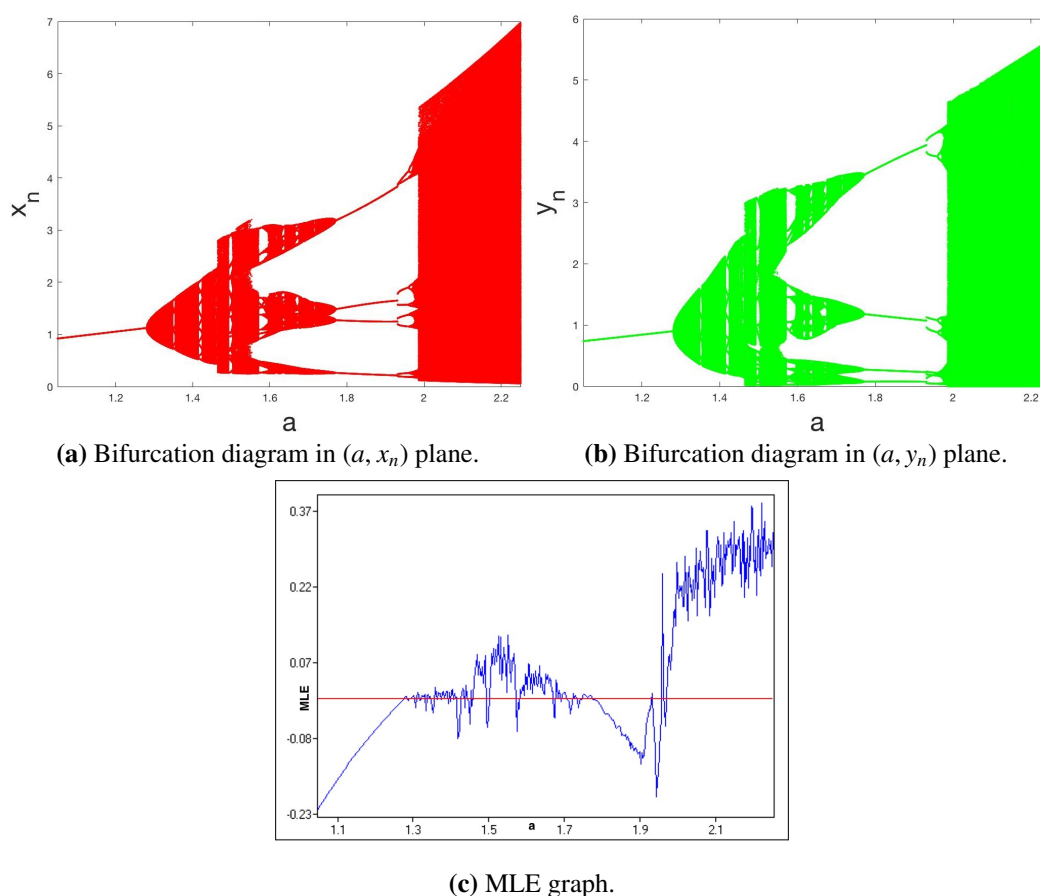 7
6
5
4
3
2
1
0
x_n
1.2 1.4 1.6 1.8 2 2.2
a
6
5
4
3
2
1
0
y_n
1.2 1.4 1.6 1.8 2 2.2
a
(a) Bifurcation diagram in (a, x_n) plane.
(b) Bifurcation diagram in (a, y_n) plane.
0.37
0.22
0.07
-0.08
-0.23
MLE
1.1 1.3 1.5 1.7 1.9 2.1
a
(c) MLE graph.